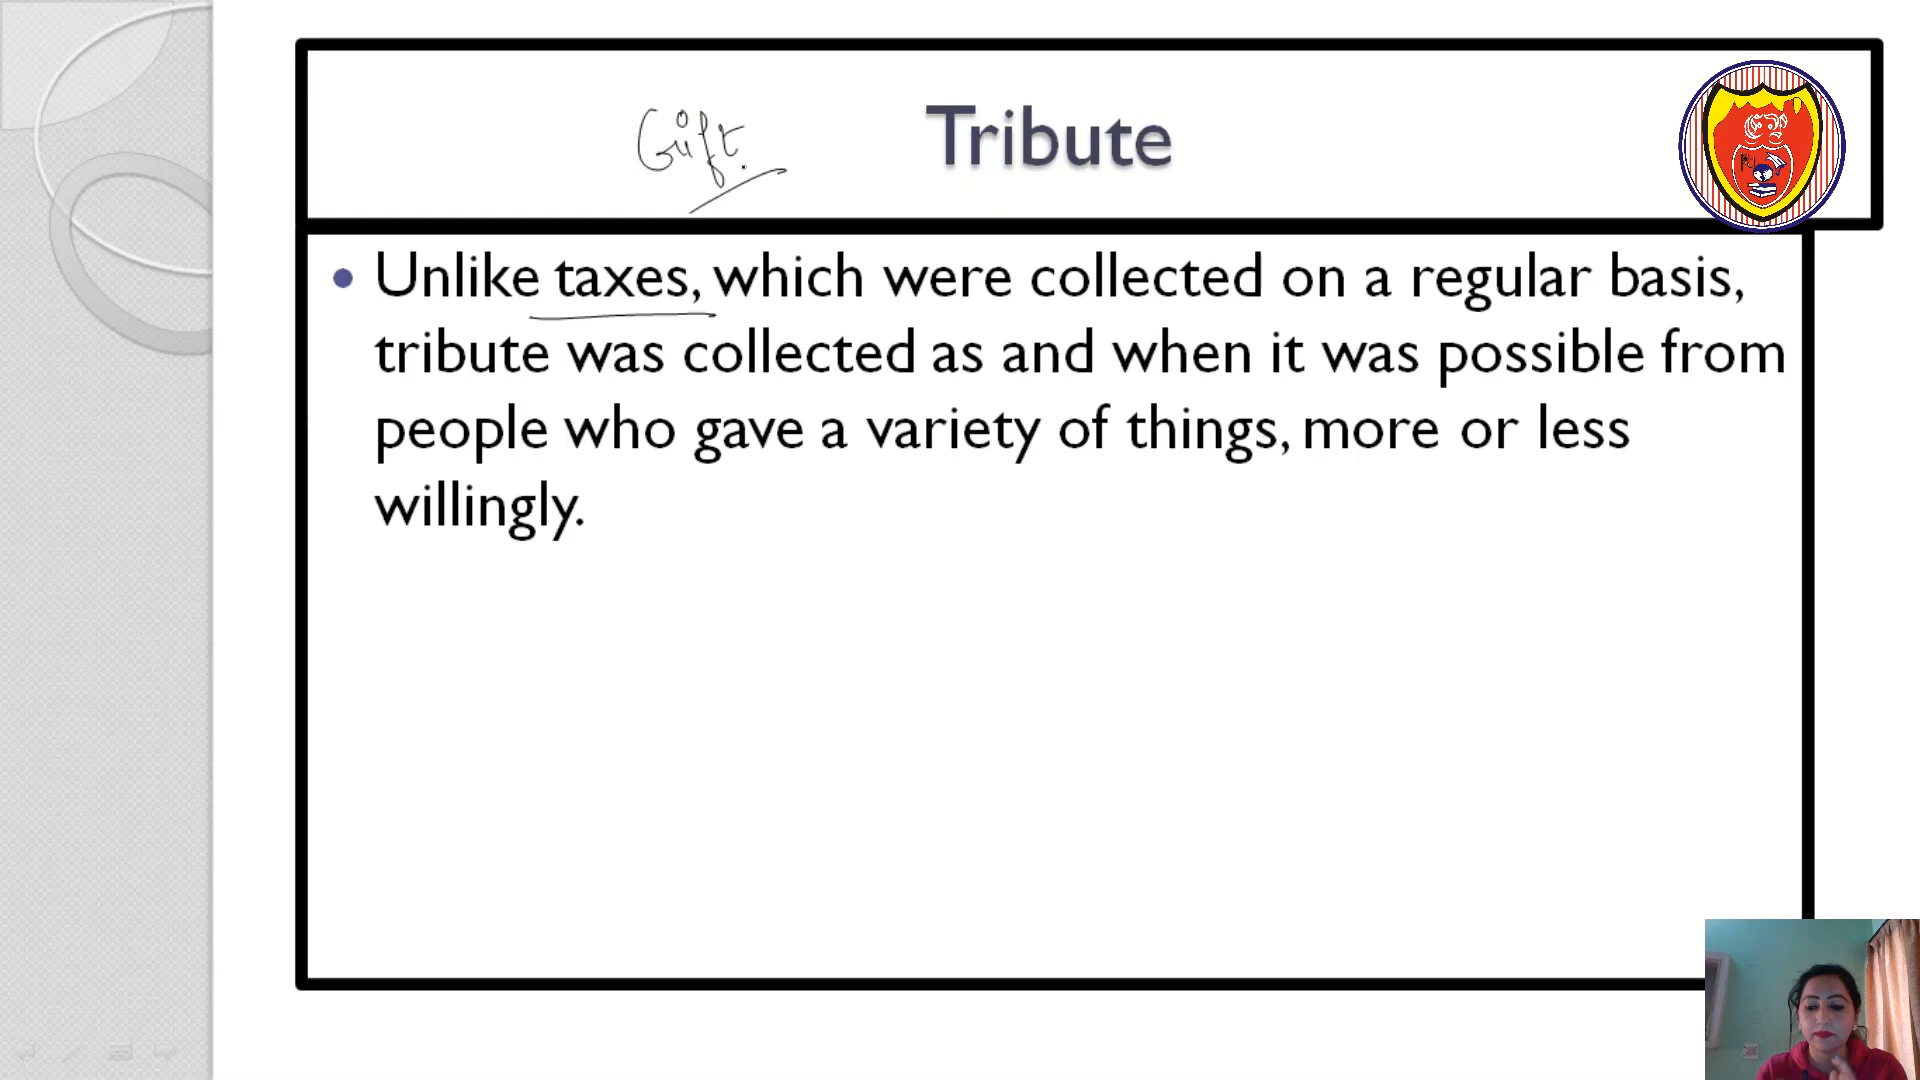 Gift
Tribute
Unlike taxes, which were collected on a regular basis,
tribute was collected as and when it was possible from
people who gave a variety of things, more or less
willingly.